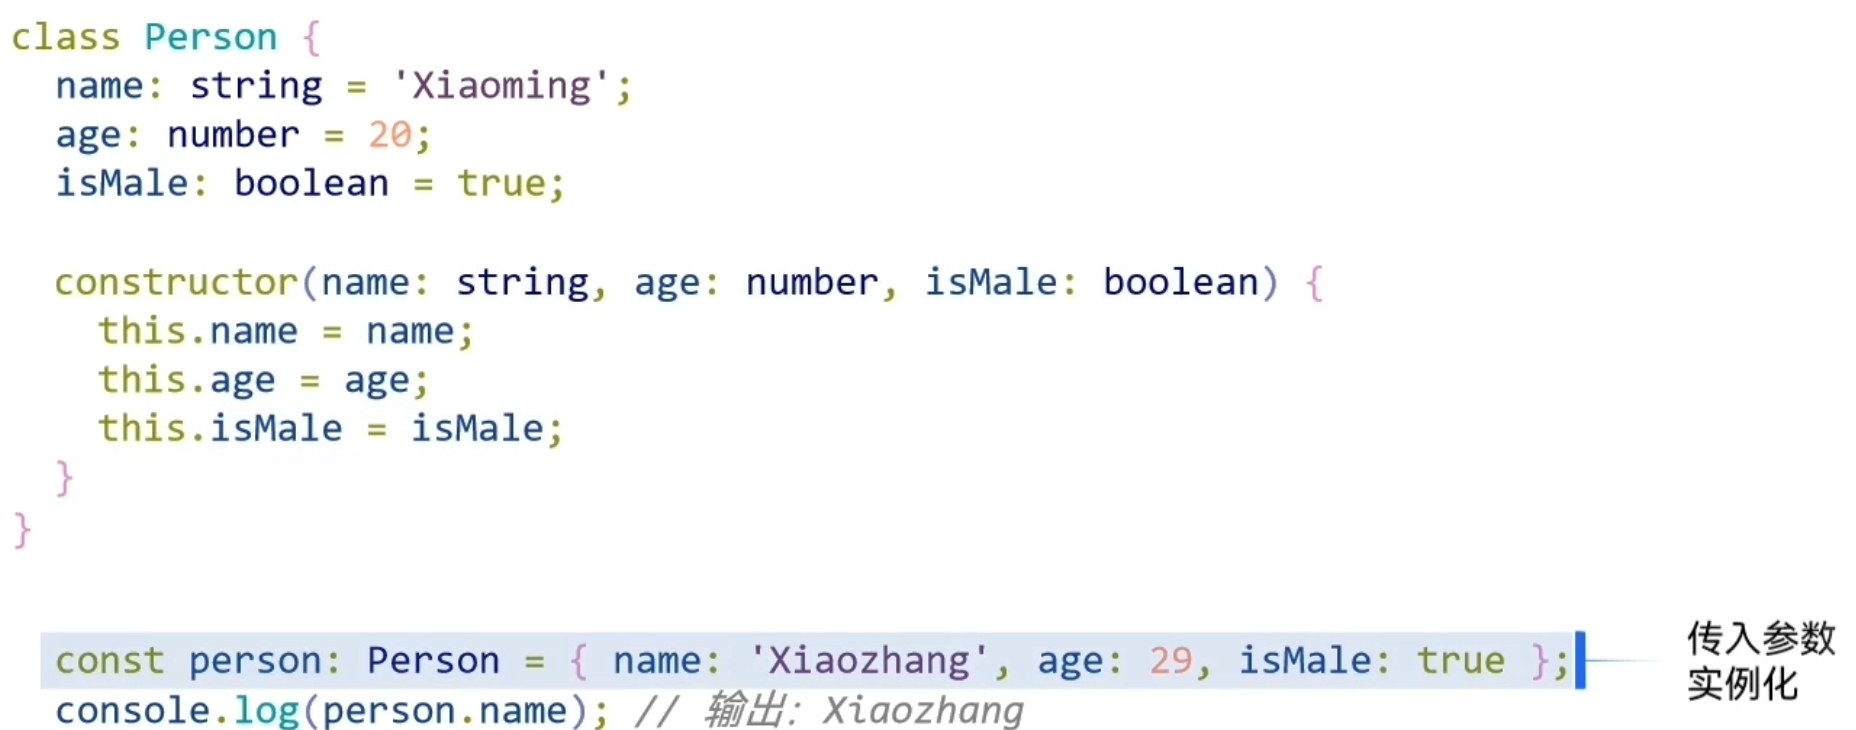 class Person {
name: string = 'Xiaoming';
age: number = 20;
isMale: boolean = true;
constructor(name: string, age: number, isMale: boolean) {
this.name = name;
this.age = age;
this.isMale = isMale;
}
}
const person: Person = { name: 'Xiaozhang', age: 29, isMale: true };
传入参数
实例化
console.log(person.name); // 输出: Xiaozhang